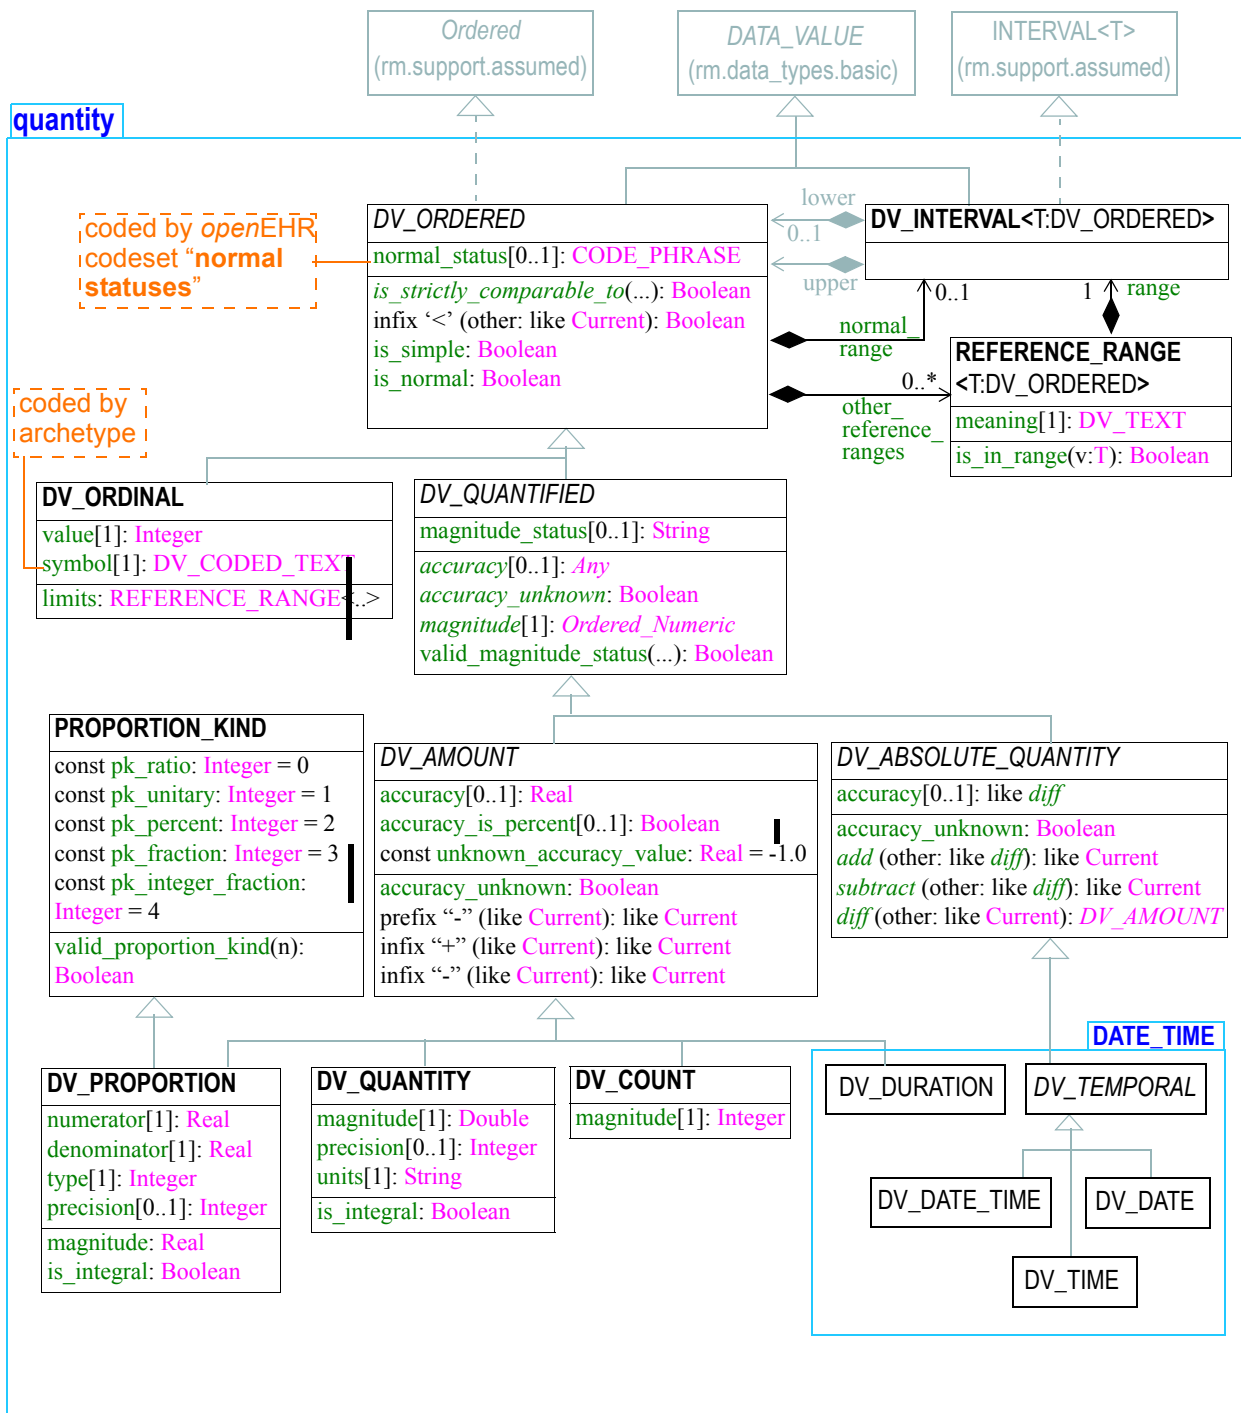 Ordered
(rm.support.assumed)
DATA_VALUE
(rm.data_types.basic)
INTERVAL<T>
(rm.support.assumed)
quantity
coded by openEHR
codeset “normal
statuses”
DV_ORDERED
normal_status[0..1]: CODE_PHRASE
is_strictly_comparable_to(...): Boolean
infix ‘<’ (other: like Current): Boolean
is_simple: Boolean
is_normal: Boolean
lower
0..1
upper
DV_INTERVAL<T:DV_ORDERED>
0..1
1
range
normal_
range
0..*
other_
reference_
ranges
REFERENCE_RANGE
<T:DV_ORDERED>
meaning[1]: DV_TEXT
is_in_range(v:T): Boolean
coded by
archetype
DV_ORDINAL
value[1]: Integer
symbol[1]: DV_CODED_TEXT
limits: REFERENCE_RANGE<..>
DV_QUANTIFIED
magnitude_status[0..1]: String
accuracy[0..1]: Any
accuracy_unknown: Boolean
magnitude[1]: Ordered_Numeric
valid_magnitude_status(...): Boolean
PROPORTION_KIND
const pk_ratio: Integer = 0
const pk_unitary: Integer = 1
const pk_percent: Integer = 2
const pk_fraction: Integer = 3
const pk_integer_fraction:
Integer = 4
valid_proportion_kind(n):
Boolean
DV_AMOUNT
accuracy[0..1]: Real
accuracy_is_percent[0..1]: Boolean
const unknown_accuracy_value: Real = -1.0
accuracy_unknown: Boolean
prefix “-” (like Current): like Current
infix “+” (like Current): like Current
infix “-” (like Current): like Current
DV_ABSOLUTE_QUANTITY
accuracy[0..1]: like diff
accuracy_unknown: Boolean
add (other: like diff): like Current
subtract (other: like diff): like Current
diff (other: like Current): DV_AMOUNT
DV_PROPORTION
numerator[1]: Real
denominator[1]: Real
type[1]: Integer
precision[0..1]: Integer
magnitude: Real
is_integral: Boolean
DV_QUANTITY
magnitude[1]: Double
precision[0..1]: Integer
units[1]: String
is_integral: Boolean
DV_COUNT
magnitude[1]: Integer
DATE_TIME
DV_DURATION
DV_TEMPORAL
DV_DATE_TIME
DV_DATE
DV_TIME